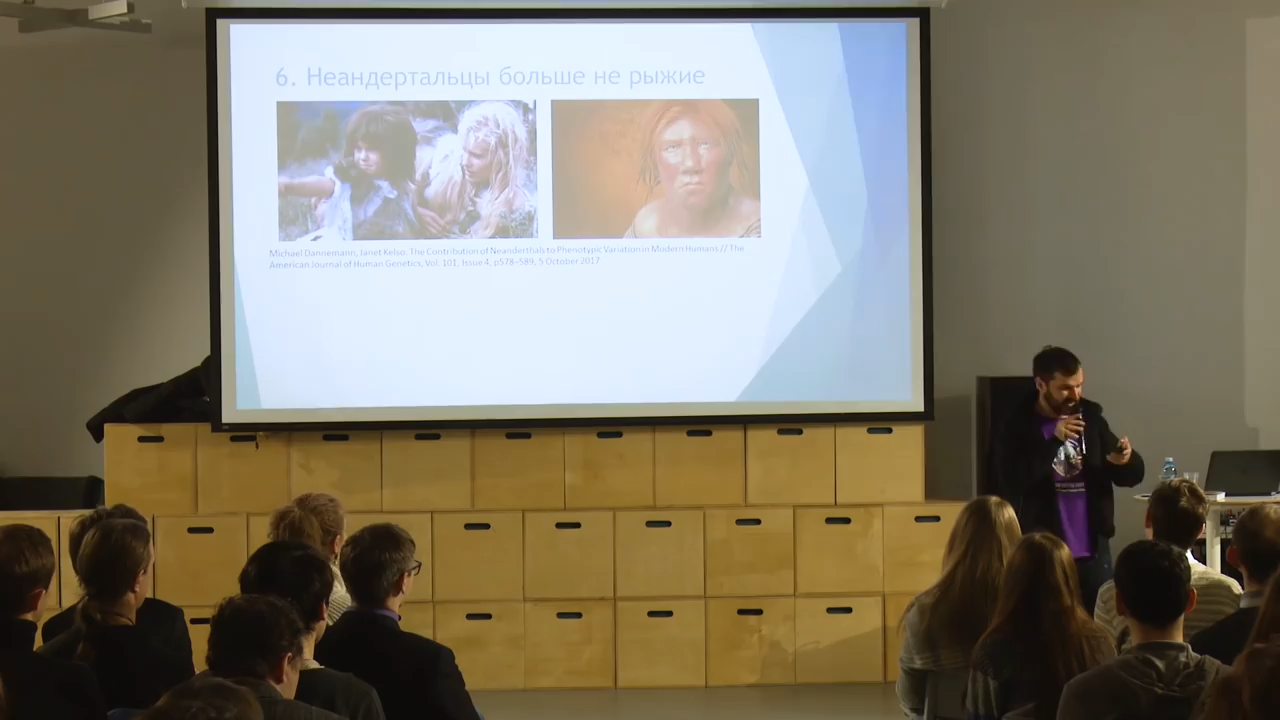 6. Неандертальцы больше не рыжие
Michael Dannemann, Janet Kelso. The Contribution of Neanderthals to Phenotypic Variation in Modern Humans // The
American Journal of Human Genetics, Vol. 101, Issue 4, p578–589, 5 October 2017